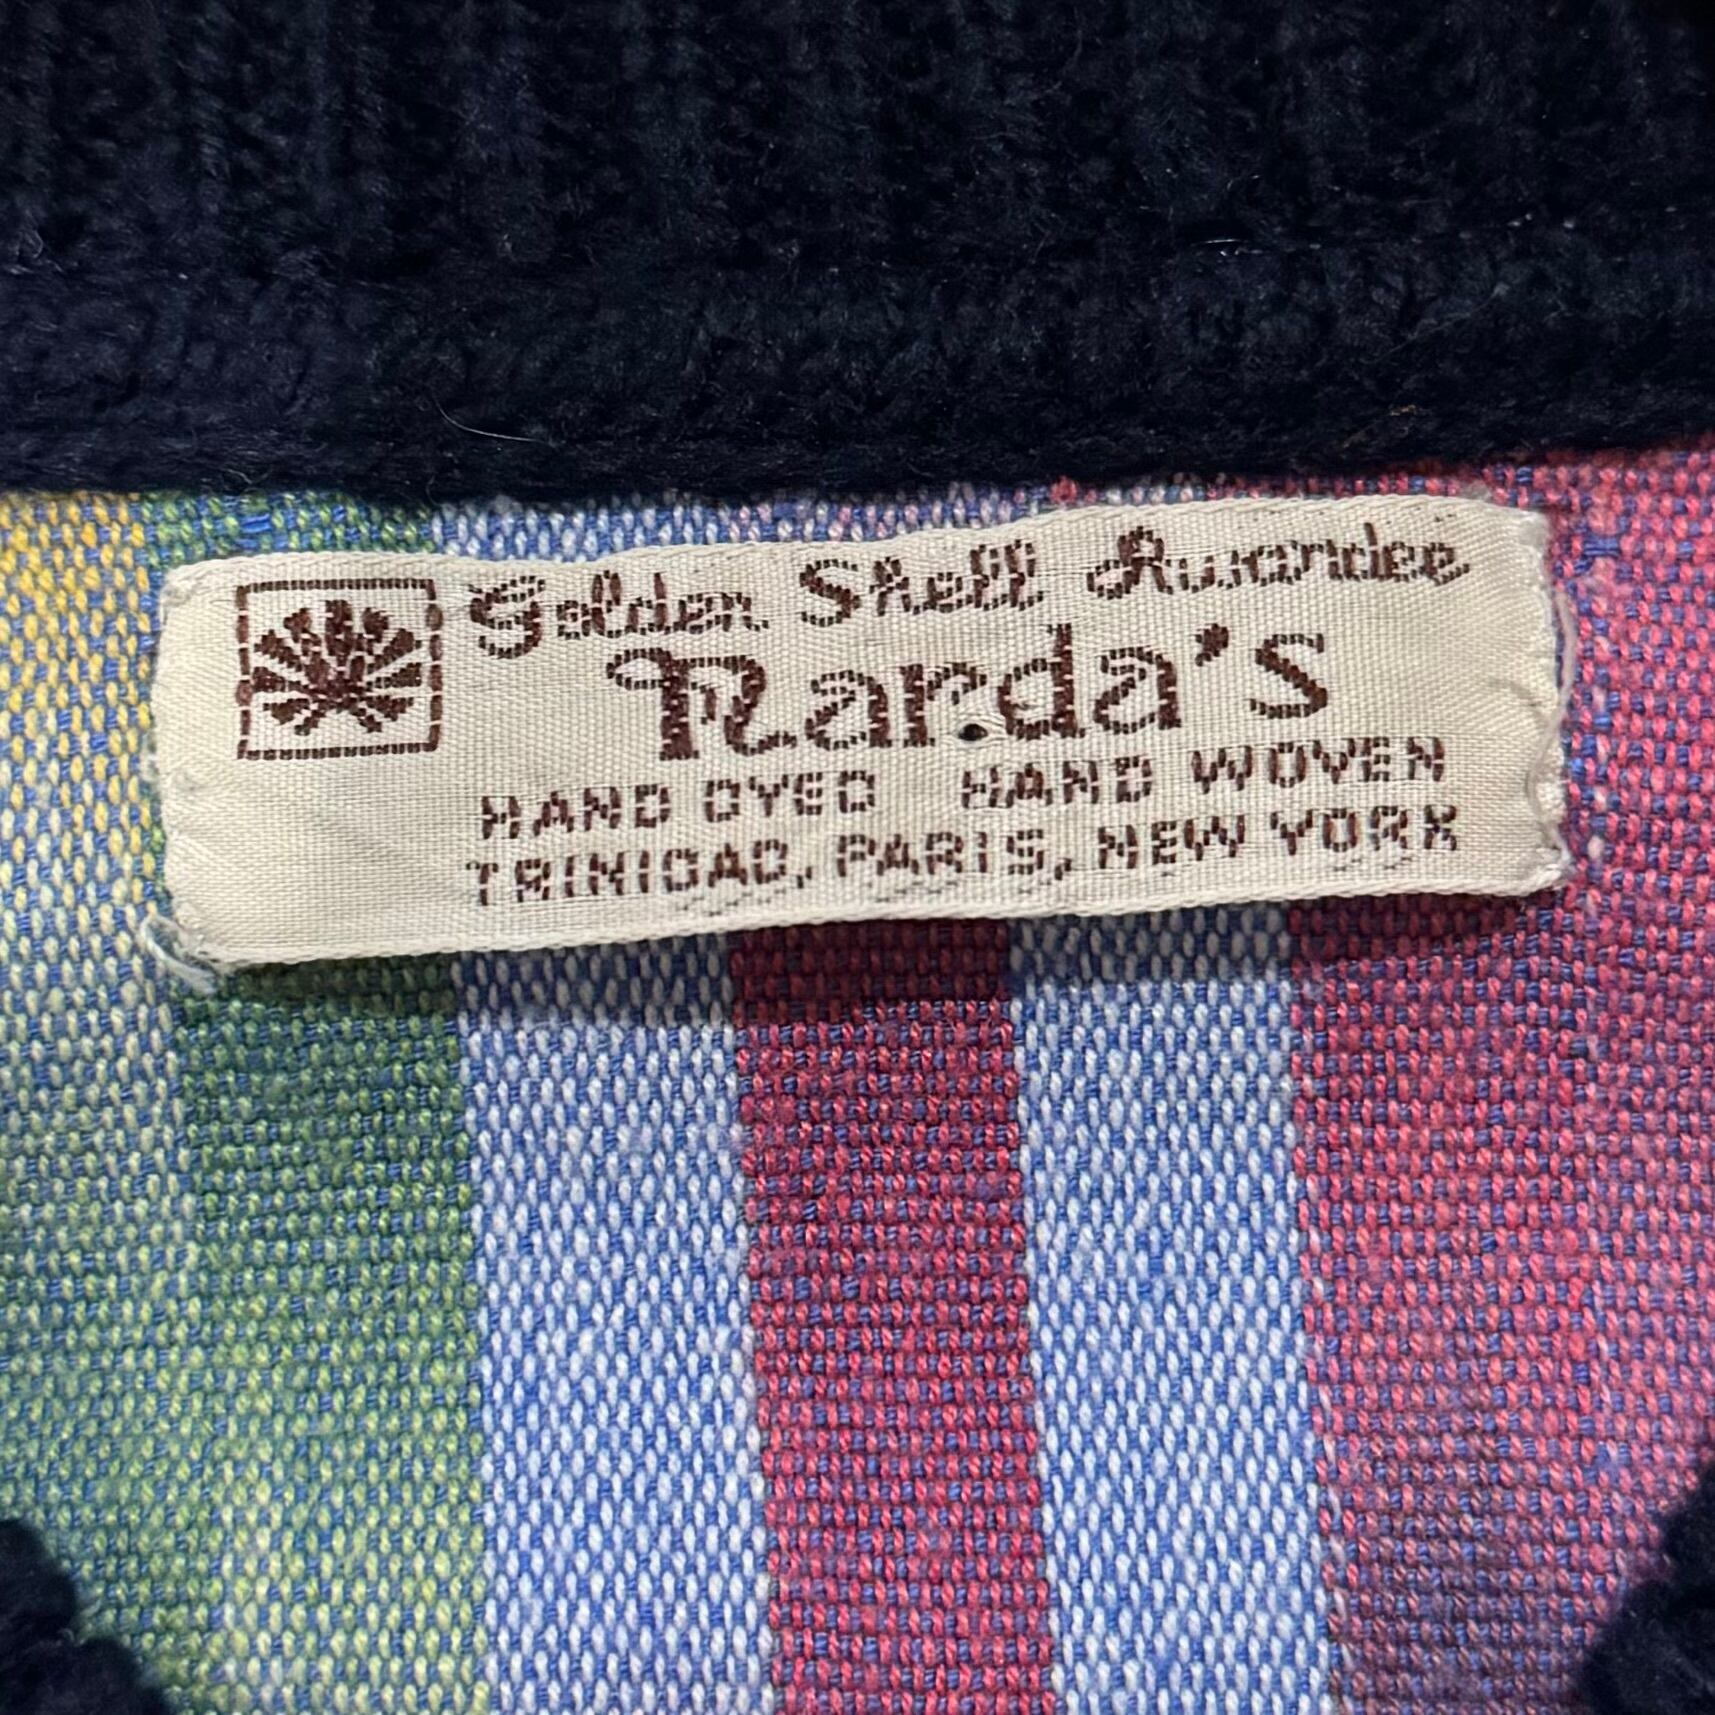 Golden Shell Awardee
Narda's
HAND DYED HAND WOVEN
TRINIDAD, PARIS, NEW YORK